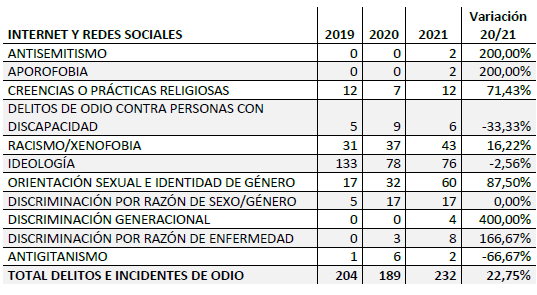 Variación
INTERNET Y REDES SOCIALES 2019 2020 2021 20/21
ANTISEMITISMO 0 0 2 200,00%
APOROFOBIA 0 0 2 200,00%
CREENCIAS O PRÁCTICAS RELIGIOSAS 12 7 12 71,43%
DELITOS DE ODIO CONTRA PERSONAS CON
DISCAPACIDAD 5 9 6 -33,33%
RACISMO/XENOFOBIA 31 37 43 16,22%
IDEOLOGÍA 133 78 76 -2,56%
ORIENTACIÓN SEXUAL E IDENTIDAD DE GÉNERO 17 32 60 87,50%
DISCRIMINACIÓN POR RAZÓN DE SEXO/GÉNERO 5 17 17 0,00%
DISCRIMINACIÓN GENERACIONAL 0 0 4 400,00%
DISCRIMINACIÓN POR RAZÓN DE ENFERMEDAD 0 3 8 166,67%
ANTIGITANISMO 1 6 2 -66,67%
TOTAL DELITOS E INCIDENTES DE ODIO 204 189 232 22,75%